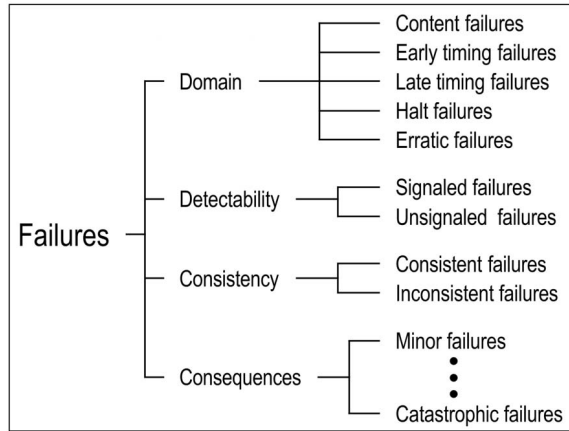 Failures
Domain
Content failures
Early timing failures
Late timing failures
Halt failures
Erratic failures
Detectability
Signaled failures
Unsignaled failures
Consistency
Consistent failures
Inconsistent failures
Consequences
Minor failures
Catastrophic failures